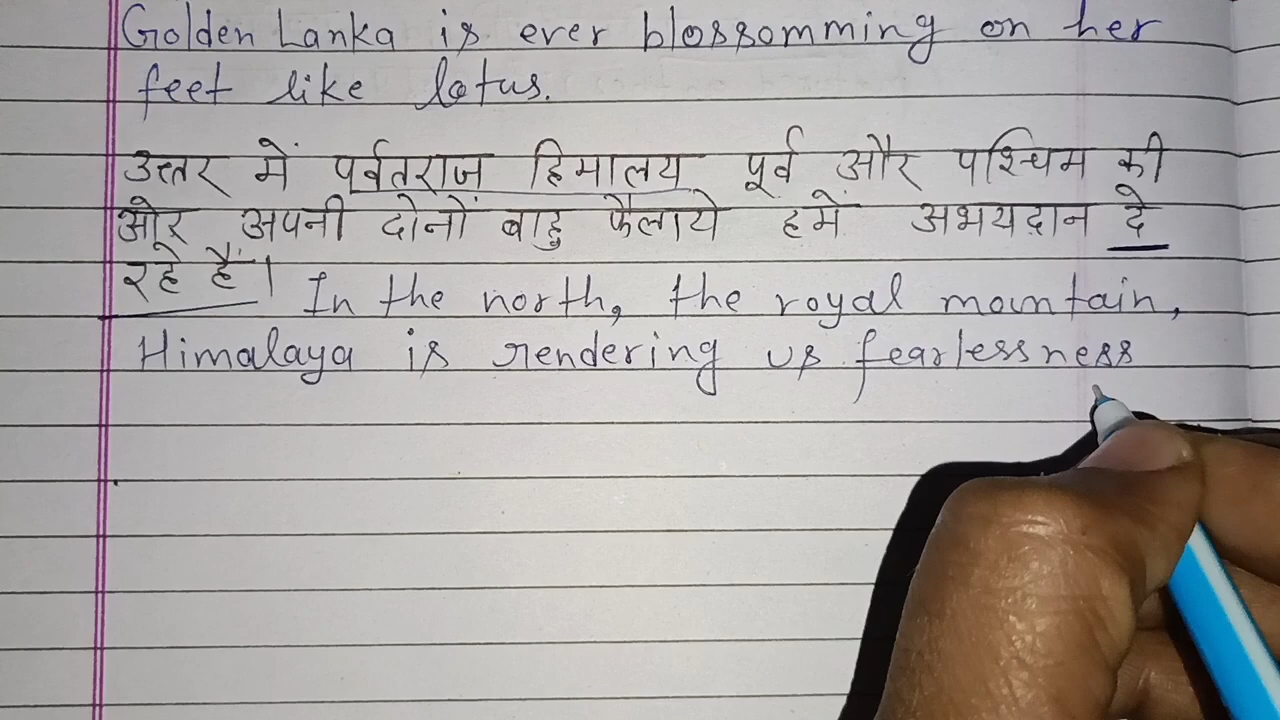 Golden Lanka is ever blossomming on her
feet like lotus.
उत्तर में पर्वतराज हिमालय पूर्व और पश्चिम की
ओर अपनी दोनों बाहु फैलाये हमें अभयदान दे
रहे हैं। In the north, the royal mountain,
Himalaya is rendering us fearlessness